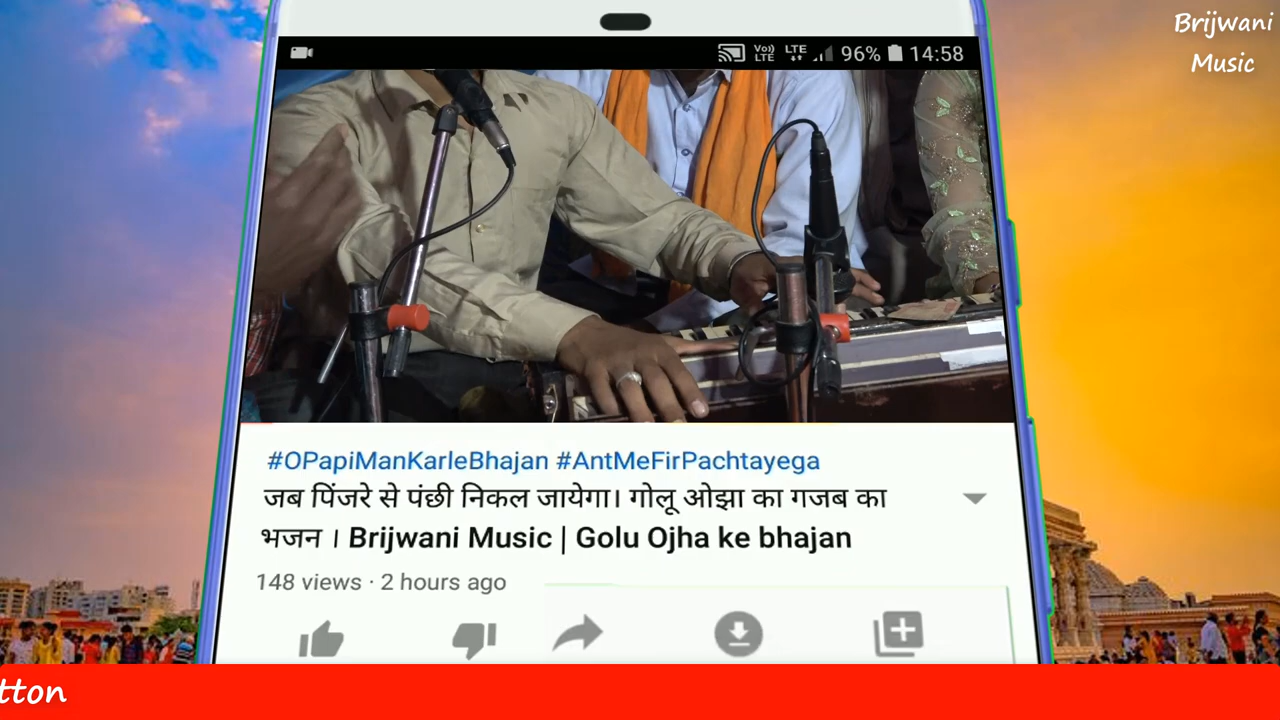 Brijwani
Music
Vo))
LTE
LTE
96%
14:58
#OPapiManKarleBhajan #AntMeFirPachtayega
जब पिंजरे से पंछी निकल जायेगा। गोलू ओझा का गजब का
भजन । Brijwani Music | Golu Ojha ke bhajan
148 views · 2 hours ago
tton